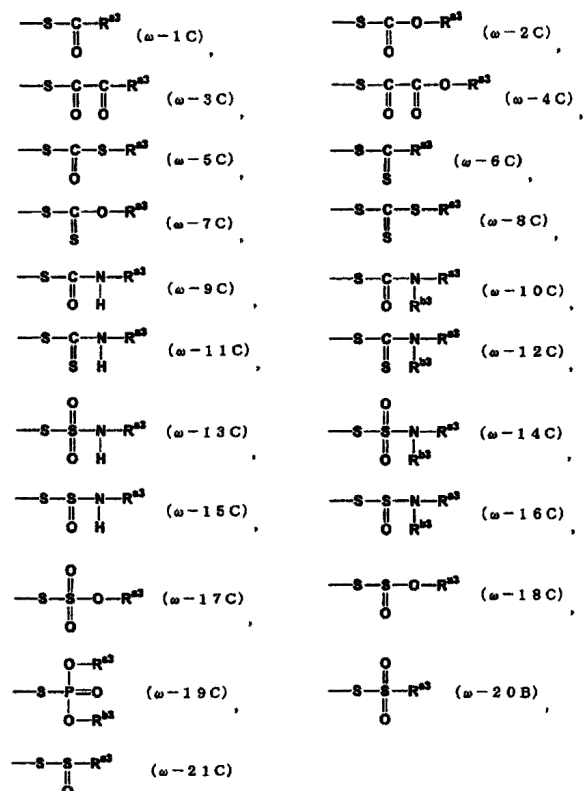 —S—C—R^a3 (ω−1C),
O
—S—C—O—R^a3 (ω−2C),
O
—S—C—C—R^a3 (ω−3C),
O O
—S—C—C—O—R^a3 (ω−4C),
O O
—S—C—S—R^a3 (ω−5C),
O
—S—C—R^a3 (ω−6C),
S
—S—C—O—R^a3 (ω−7C),
S
—S—C—S—R^a3 (ω−8C),
S
—S—C—N—R^a3 (ω−9C),
O H
—S—C—N—R^a3 (ω−10C),
O R^b3
—S—C—N—R^a3 (ω−11C),
S H
—S—C—N—R^a3 (ω−12C),
S R^b3
O
—S—S—N—R^a3 (ω−13C),
O H
O
—S—S—N—R^a3 (ω−14C),
O R^b3
—S—S—N—R^a3 (ω−15C),
O H
—S—S—N—R^a3 (ω−16C),
O R^b3
O
—S—S—O—R^a3 (ω−17C),
O
—S—S—O—R^a3 (ω−18C),
O
O—R^a3
—S—P=O (ω−19C),
O—R^b3
O
—S—S—R^a3 (ω−20B),
O
—S—S—R^a3 (ω−21C)
O